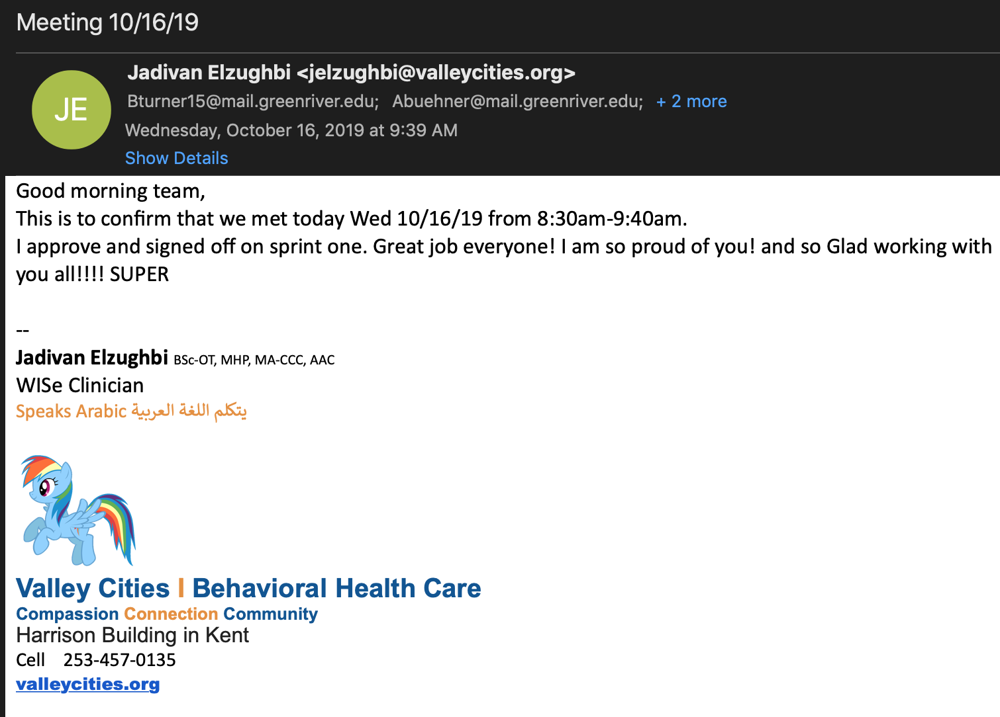 Meeting 10/16/19
JE
Jadivan Elzughbi <jelzughbi@valleycities.org>
Bturner15@mail.greenriver.edu; Abuehner@mail.greenriver.edu; + 2 more
Wednesday, October 16, 2019 at 9:39 AM
Show Details
Good morning team,
This is to confirm that we met today Wed 10/16/19 from 8:30am-9:40am.
I approve and signed off on sprint one. Great job everyone! I am so proud of you! and so Glad working with
you all!!!! SUPER
--
Jadivan Elzughbi BSc-OT, MHP, MA-CCC, AAC
WISe Clinician
Speaks Arabic يتكلم اللغة العربية
Valley Cities I Behavioral Health Care
Compassion Connection Community
Harrison Building in Kent
Cell 253-457-0135
valleycities.org